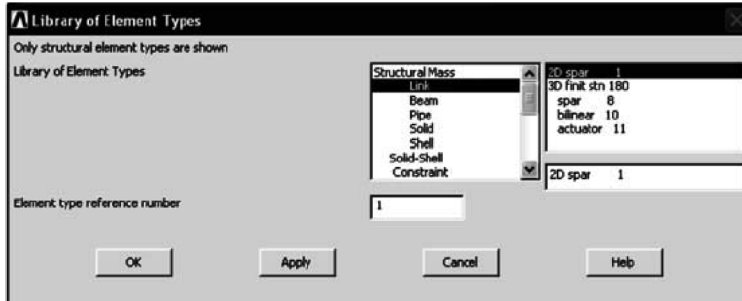 Library of Element Types
Only structural element types are shown
Library of Element Types
Structural Mass
Link
Beam
Pipe
Solid
Shell
Solid-Shell
Constraint
2D spar 1
3D finit stn 180
spar 8
bilinear 10
actuator 11
2D spar 1
Element type reference number
1
OK
Apply
Cancel
Help